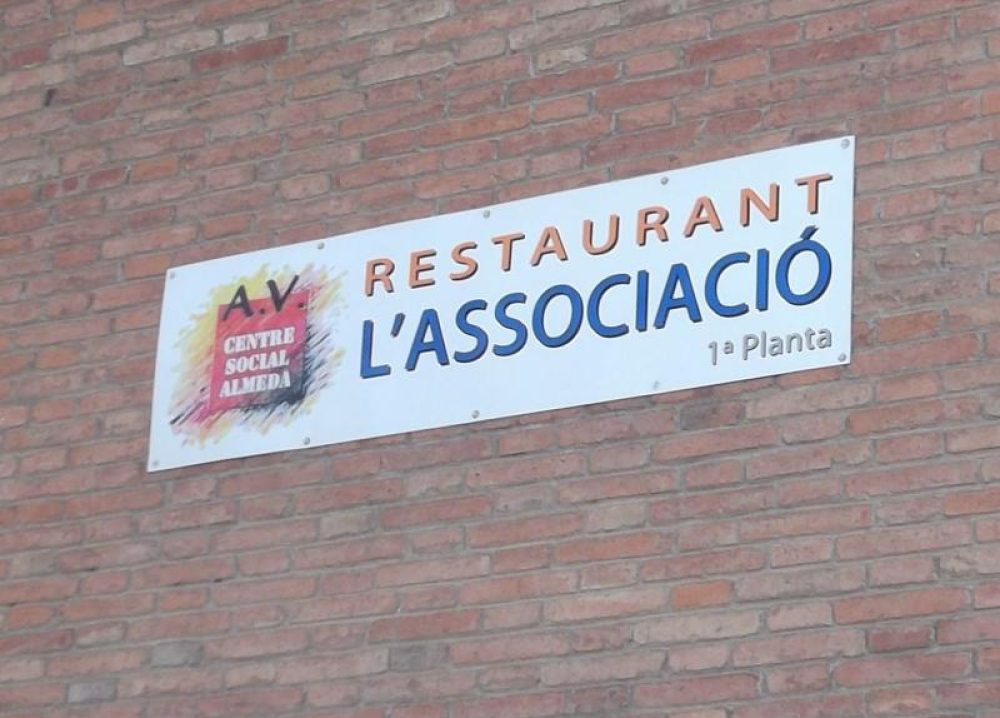 A.V.
CENTRE
SOCIAL
ALMEDA
RESTAURANT
L'ASSOCIACIÓ
1ª Planta